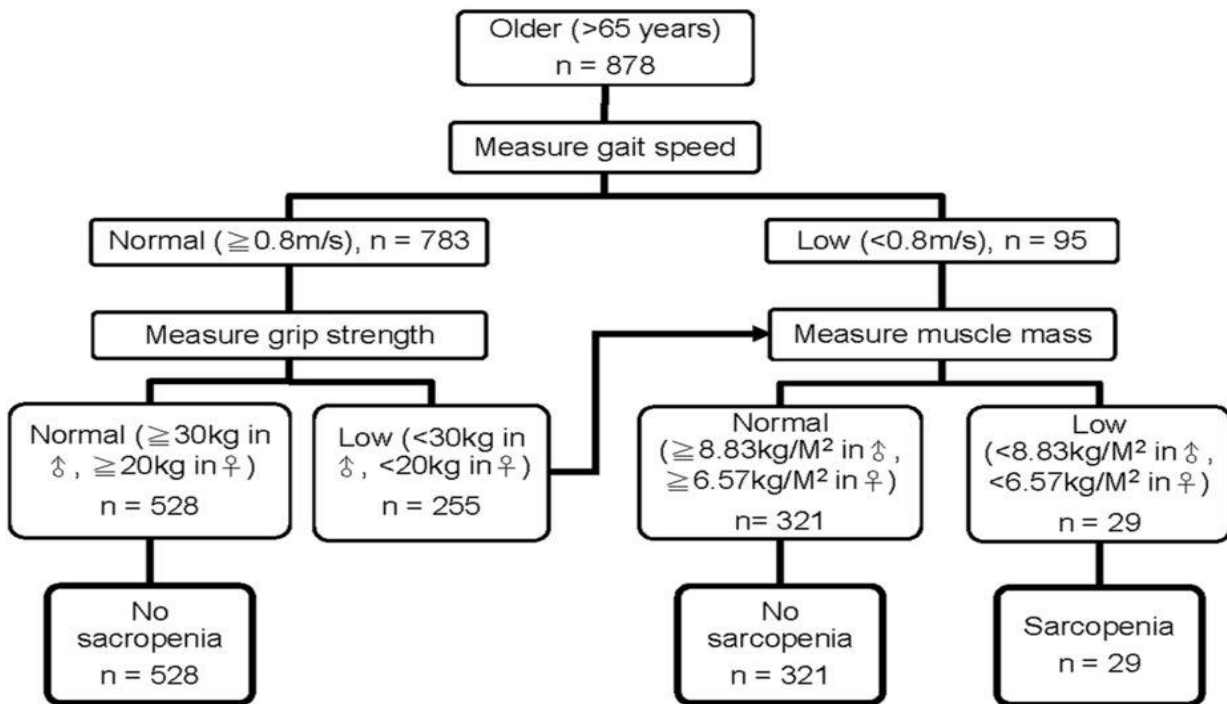 Older (>65 years)
n = 878
Measure gait speed
Normal (≧0.8m/s), n = 783
Low (<0.8m/s), n = 95
Measure grip strength
Measure muscle mass
Normal (≧30kg in
♂, ≧20kg in♀)
n = 528
Low (<30kg in
♂, <20kg in♀)
n = 255
Normal
(≧8.83kg/M² in♂,
≧6.57kg/M² in♀)
n= 321
Low
(<8.83kg/M² in♂,
<6.57kg/M² in♀)
n = 29
No
sacropenia
n = 528
No
sarcopenia
n = 321
Sarcopenia
n = 29